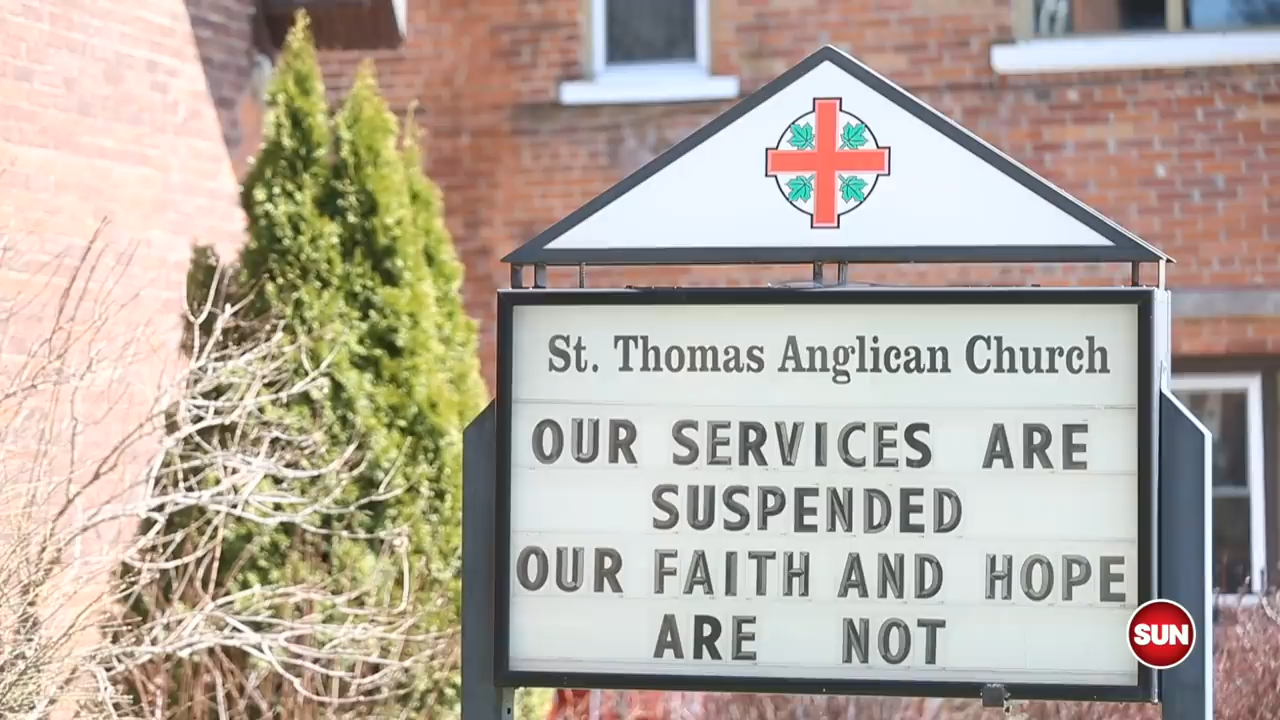 St. Thomas Anglican Church
OUR SERVICES ARE
SUSPENDED
OUR FAITH AND HOPE
ARE NOT
SUN